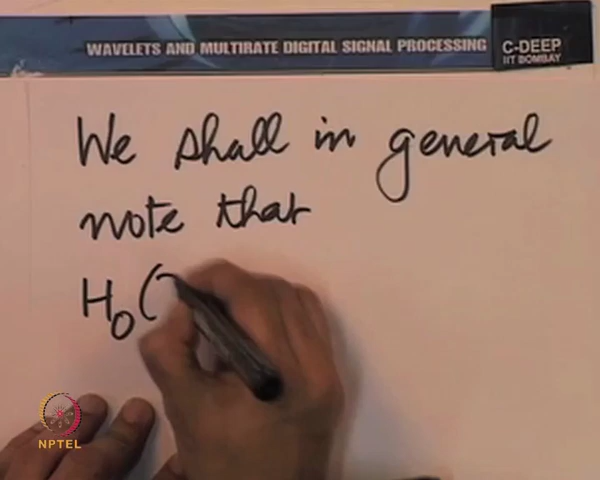 WAVELETS AND MULTIRATE DIGITAL SIGNAL PROCESSING
C-DEEP
IIT BOMBAY
We shall in general
note that
H0(
NPTEL